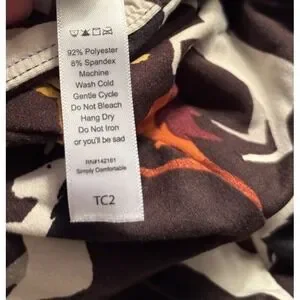 92% Polyester
8% Spandex
Machine
Wash Cold
Gentle Cycle
Do Not Bleach
Hang Dry
Do Not Iron
or you'll be sad
RN#142181
Simply Comfortable
TC2